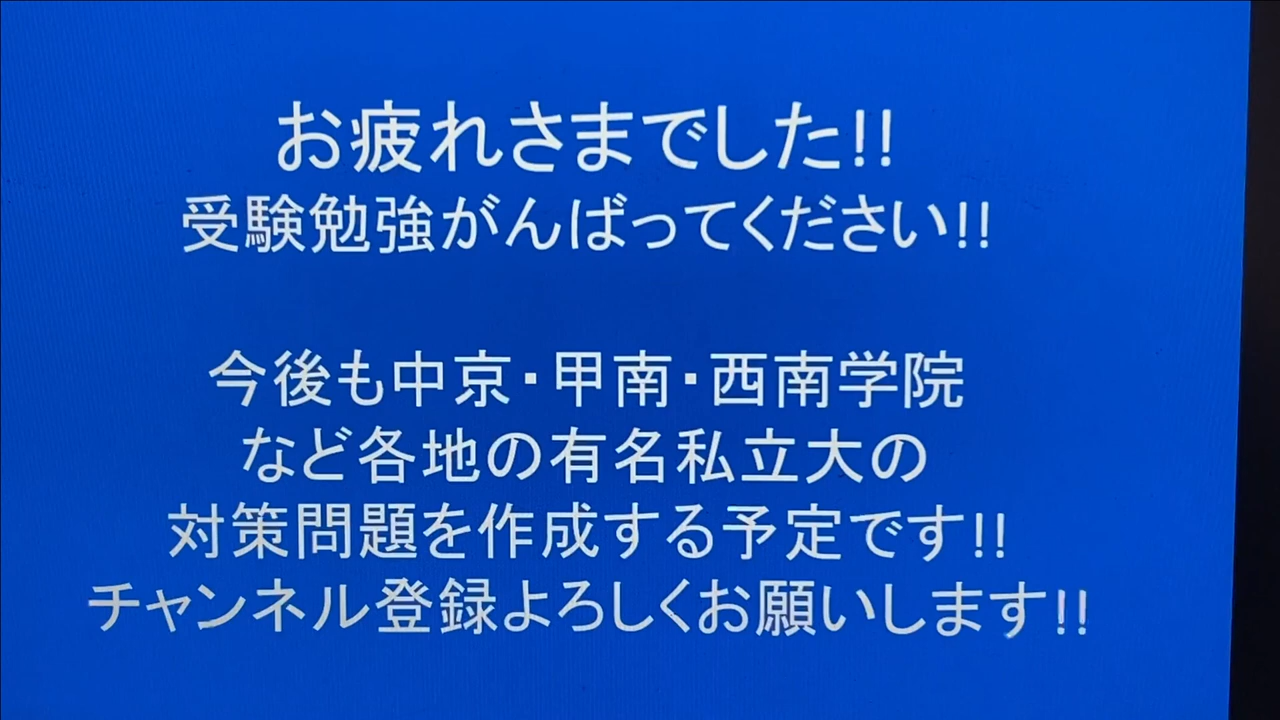 お疲れさまでした!!
受験勉強がんばってください!!
今後も中京・甲南・西南学院
など各地の有名私立大の
対策問題を作成する予定です!!
チャンネル登録よろしくお願いします!!